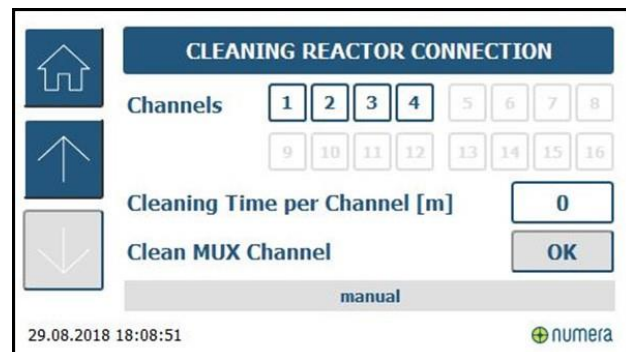 CLEANING REACTOR CONNECTION
Channels 1 2 3 4 5 6 7 8
9 10 11 12 13 14 15 16
Cleaning Time per Channel [m] 0
Clean MUX Channel OK
manual
29.08.2018 18:08:51 numera